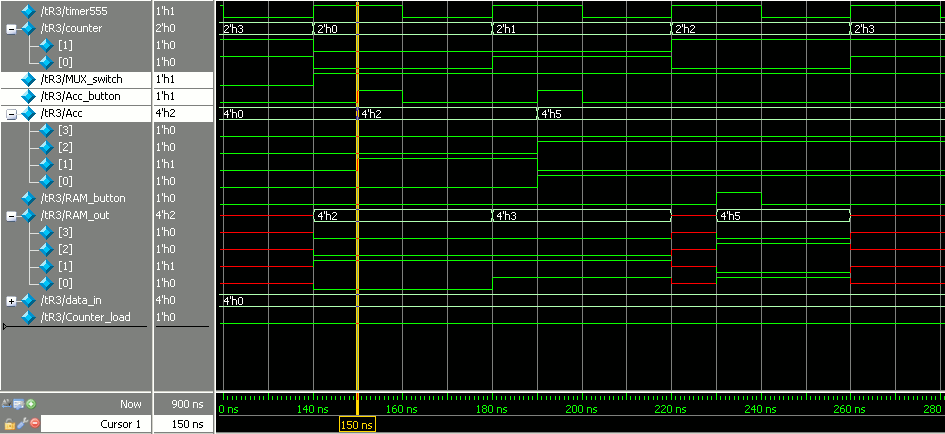 /tR3/timer555 1'h1
/tR3/counter 2'h0 2'h3 2'h0 2'h1 2'h2 2'h3
[1] 1'h0
[0] 1'h0
/tR3/MUX_switch 1'h1
/tR3/Acc_button 1'h1
/tR3/Acc 4'h2 4'h0 4'h2 4'h5
[3] 1'h0
[2] 1'h0
[1] 1'h1
[0] 1'h0
/tR3/RAM_button 1'h0
/tR3/RAM_out 4'h2 4'h2 4'h3 4'h5
[3] 1'h0
[2] 1'h0
[1] 1'h1
[0] 1'h0
/tR3/data_in 4'h0 4'h0
/tR3/Counter_load 1'h0
Now 900 ns 0 ns 140 ns 160 ns 180 ns 200 ns 220 ns 240 ns 260 ns 280
Cursor 1 150 ns 150 ns